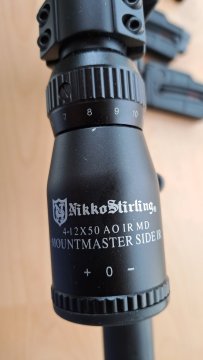 7 8 9 10
NikkoStirling®
4-12X50 AO IR MD
MOUNTMASTER SIDE IR
+ 0 -